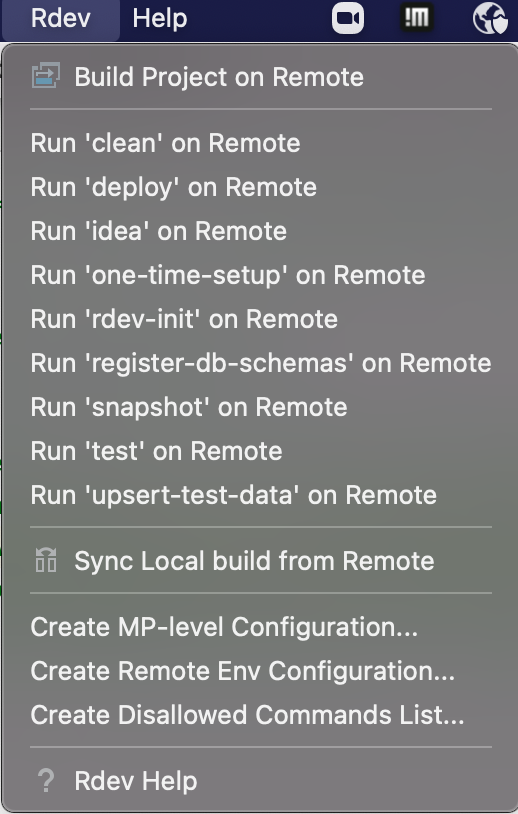 Rdev Help !M
Build Project on Remote
Run 'clean' on Remote
Run 'deploy' on Remote
Run 'idea' on Remote
Run 'one-time-setup' on Remote
Run 'rdev-init' on Remote
Run 'register-db-schemas' on Remote
Run 'snapshot' on Remote
Run 'test' on Remote
Run 'upsert-test-data' on Remote
Sync Local build from Remote
Create MP-level Configuration...
Create Remote Env Configuration...
Create Disallowed Commands List...
? Rdev Help